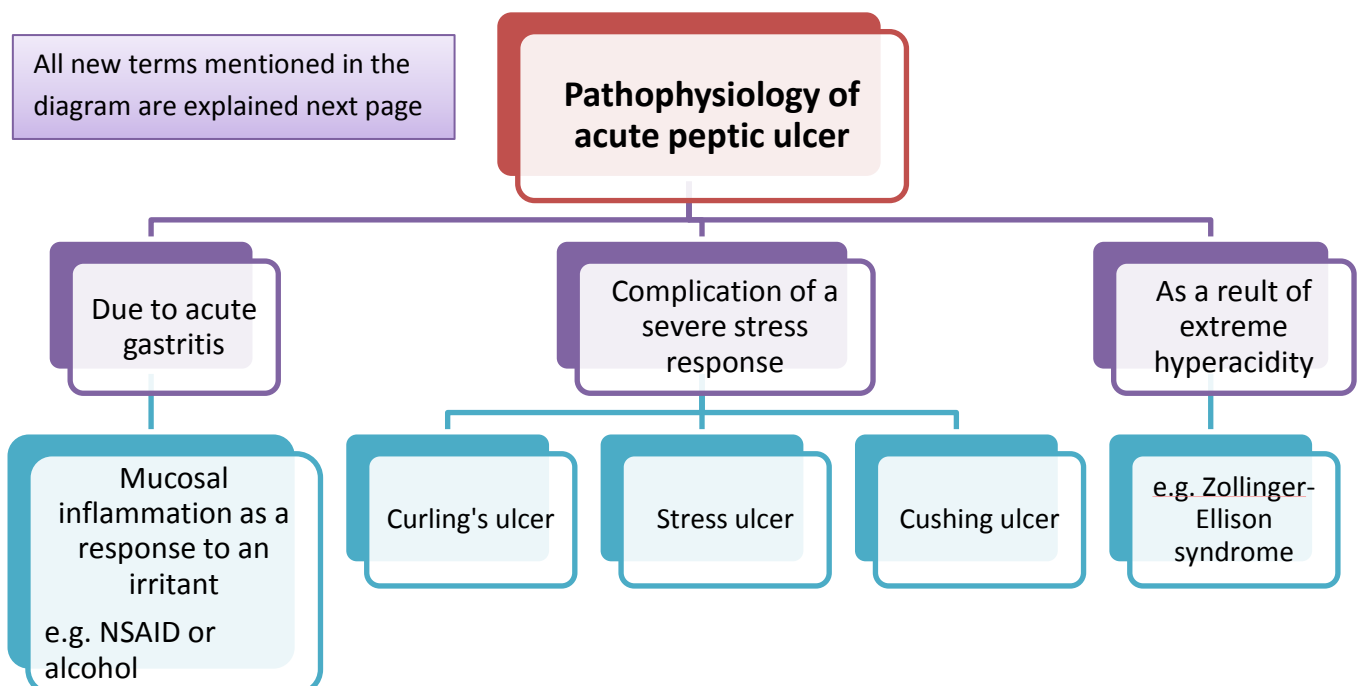 All new terms mentioned in the
diagram are explained next page
Pathophysiology of
acute peptic ulcer
Due to acute
gastritis
Complication of a
severe stress
response
As a reult of
extreme
hyperacidity
Mucosal
inflammation as a
response to an
irritant
e.g. NSAID or
alcohol
Curling's ulcer
Stress ulcer
Cushing ulcer
e.g. Zollinger-
Ellison
syndrome